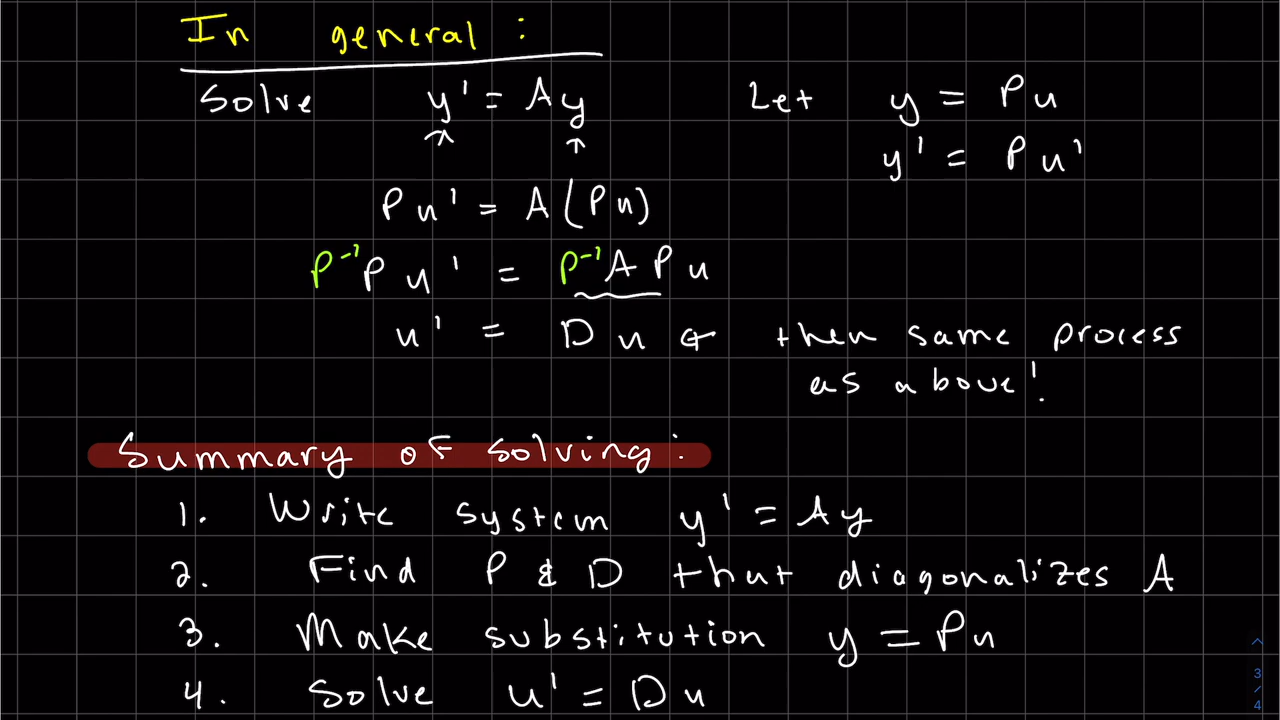 In general:
Solve y' = Ay Let y = Pu
y' = Pu'
Pu' = A(Pu)
P⁻¹Pu' = P⁻¹APu
u' = Du ← then same process
as above!
Summary of solving:
1. Write system y' = Ay
2. Find P & D that diagonalizes A
3. Make substitution y = Pu
4. Solve u' = Du
3/4